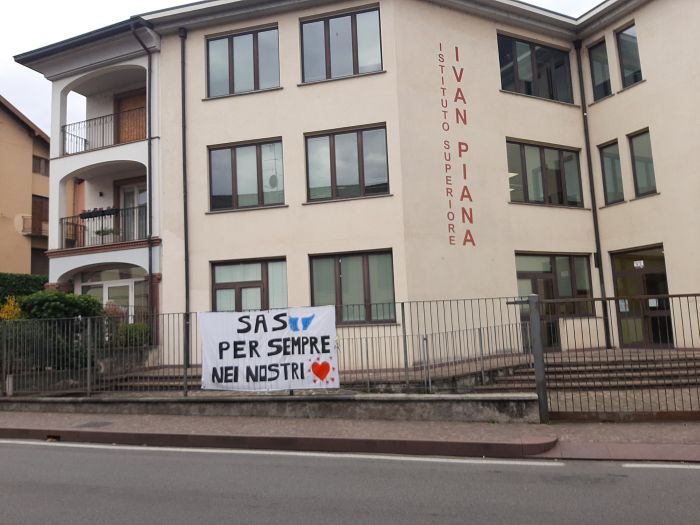 ISTITUTO SUPERIORE
IVAN PIANA
SAS
PER SEMPRE
NEI NOSTRI